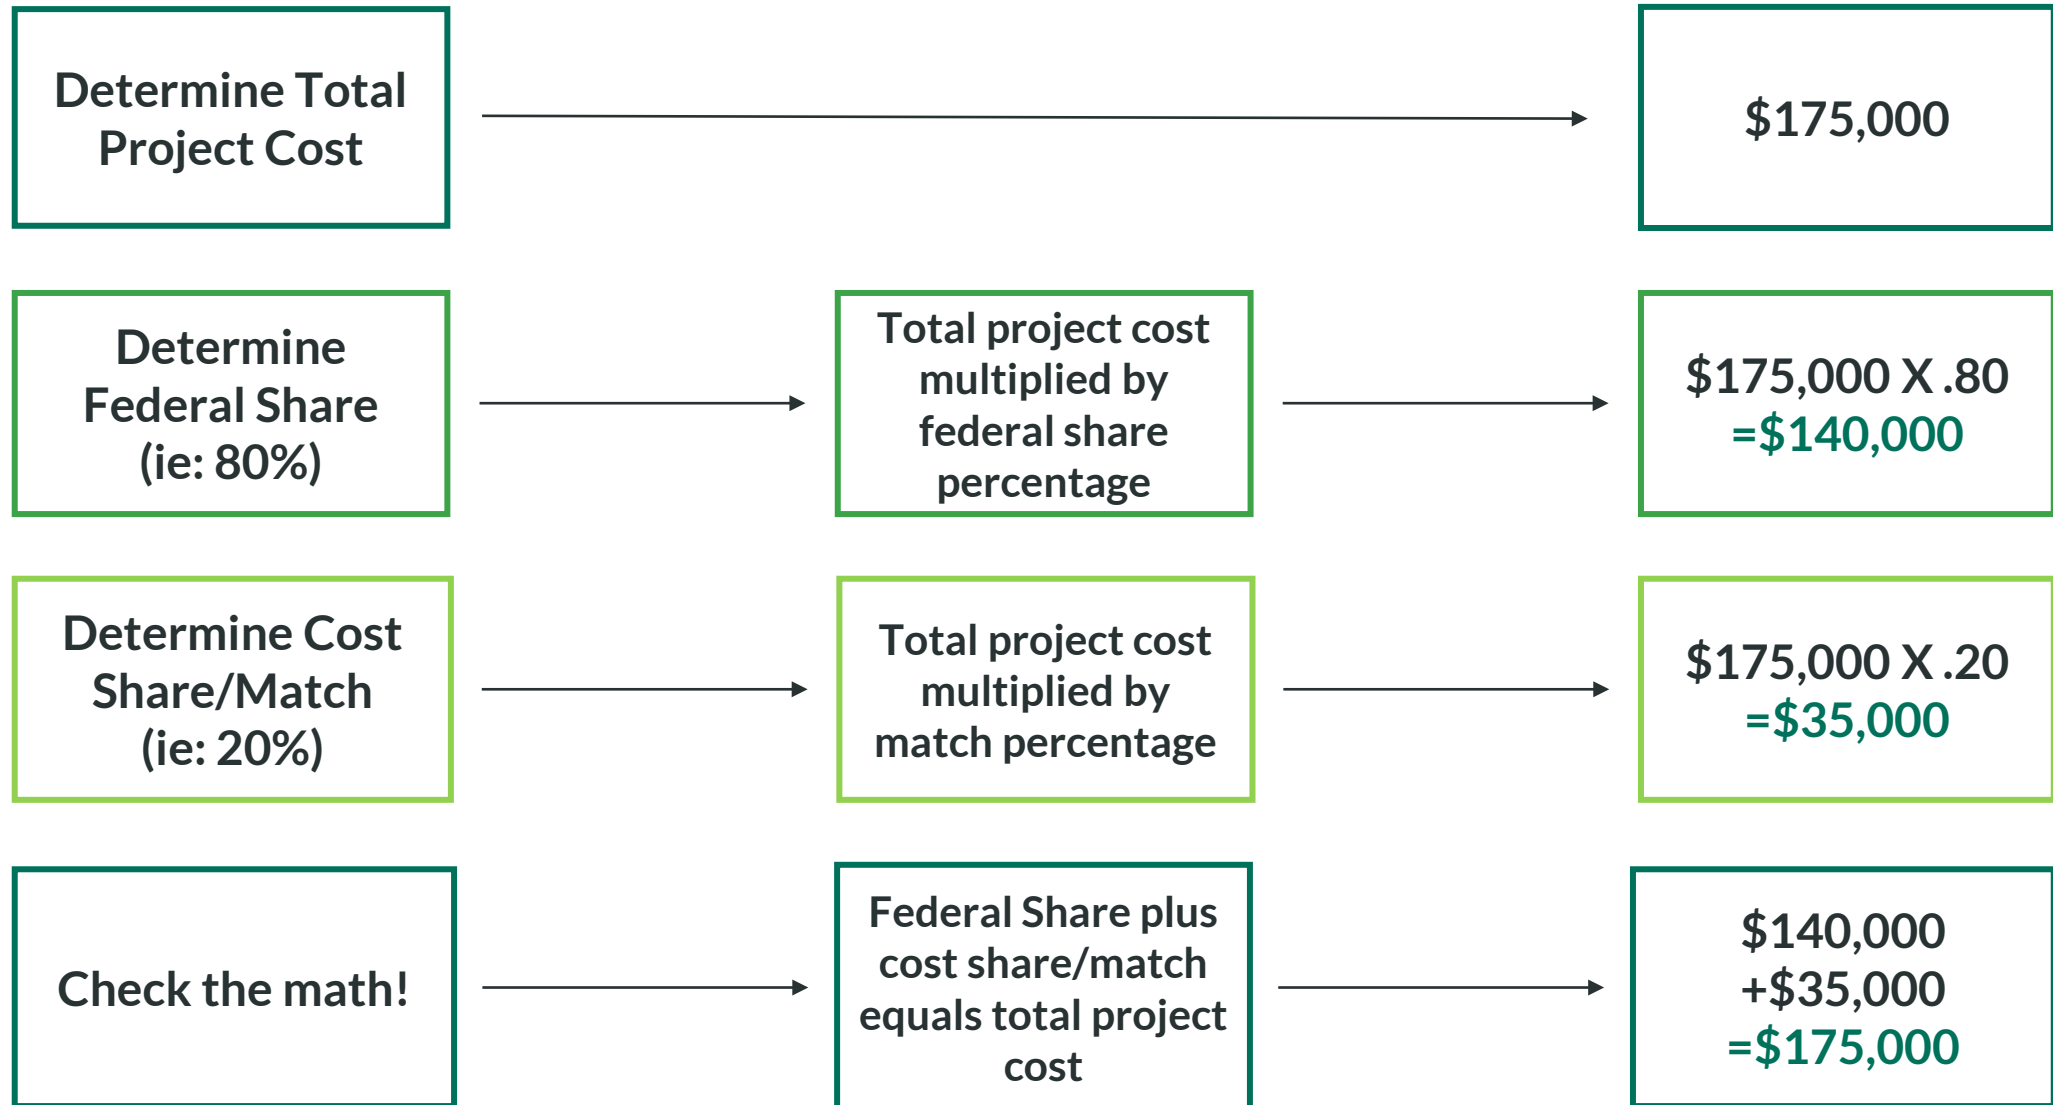 Determine Total
Project Cost
$175,000
Determine
Federal Share
(ie: 80%)
Total project cost
multiplied by
federal share
percentage
$175,000 X .80
=$140,000
Determine Cost
Share/Match
(ie: 20%)
Total project cost
multiplied by
match percentage
$175,000 X .20
=$35,000
Check the math!
Federal Share plus
cost share/match
equals total project
cost
$140,000
+$35,000
=$175,000